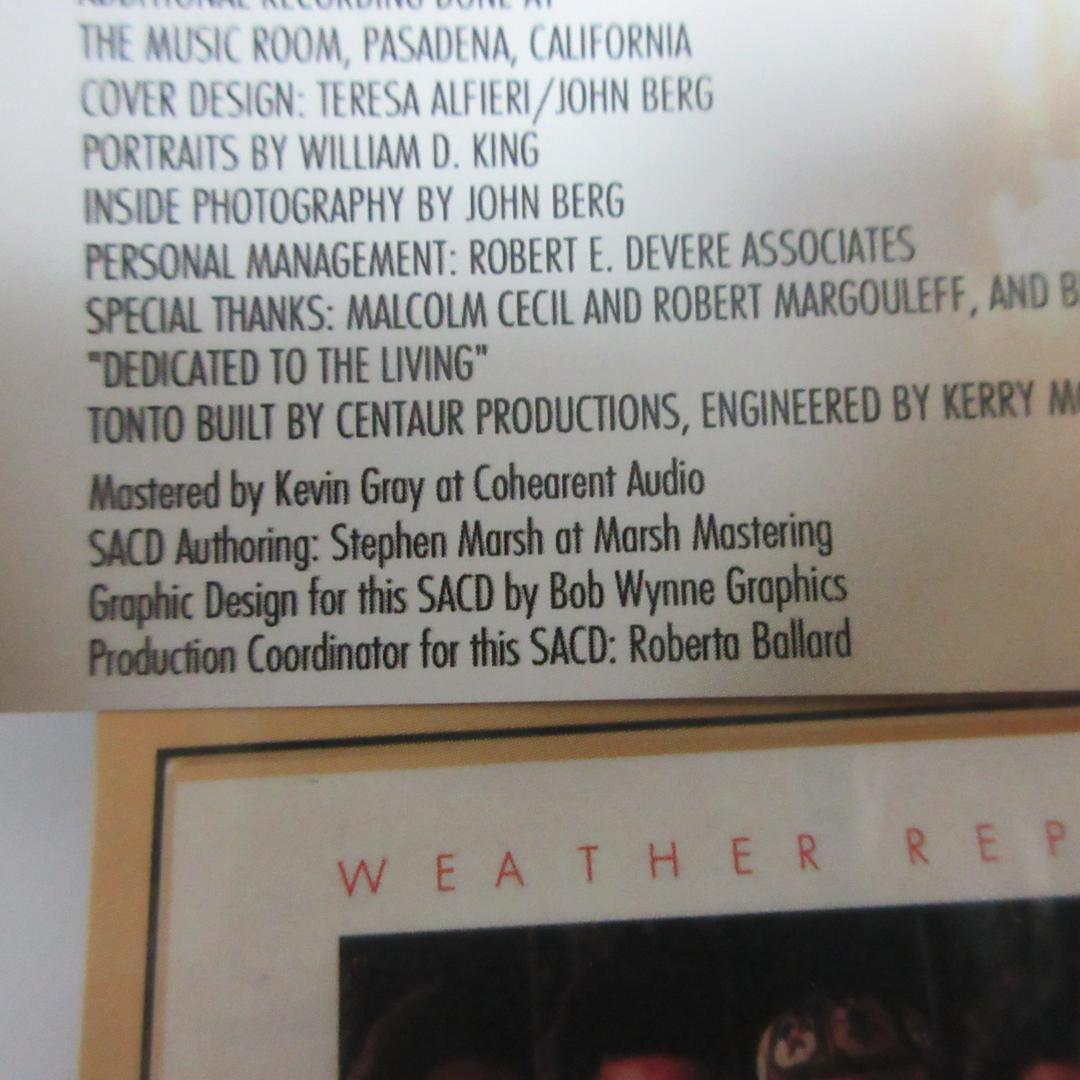 ADDITIONAL RECORDING DONE AT
THE MUSIC ROOM, PASADENA, CALIFORNIA
COVER DESIGN: TERESA ALFIERI/JOHN BERG
PORTRAITS BY WILLIAM D. KING
INSIDE PHOTOGRAPHY BY JOHN BERG
PERSONAL MANAGEMENT: ROBERT E. DEVERE ASSOCIATES
SPECIAL THANKS: MALCOLM CECIL AND ROBERT MARGOULEFF, AND
"DEDICATED TO THE LIVING"
TONTO BUILT BY CENTAUR PRODUCTIONS, ENGINEERED BY KERRY
Mastered by Kevin Gray at Cohearent Audio
SACD Authoring: Stephen Marsh at Marsh Mastering
Graphic Design for this SACD by Bob Wynne Graphics
Production Coordinator for this SACD: Roberta Ballard
WEATHER REP